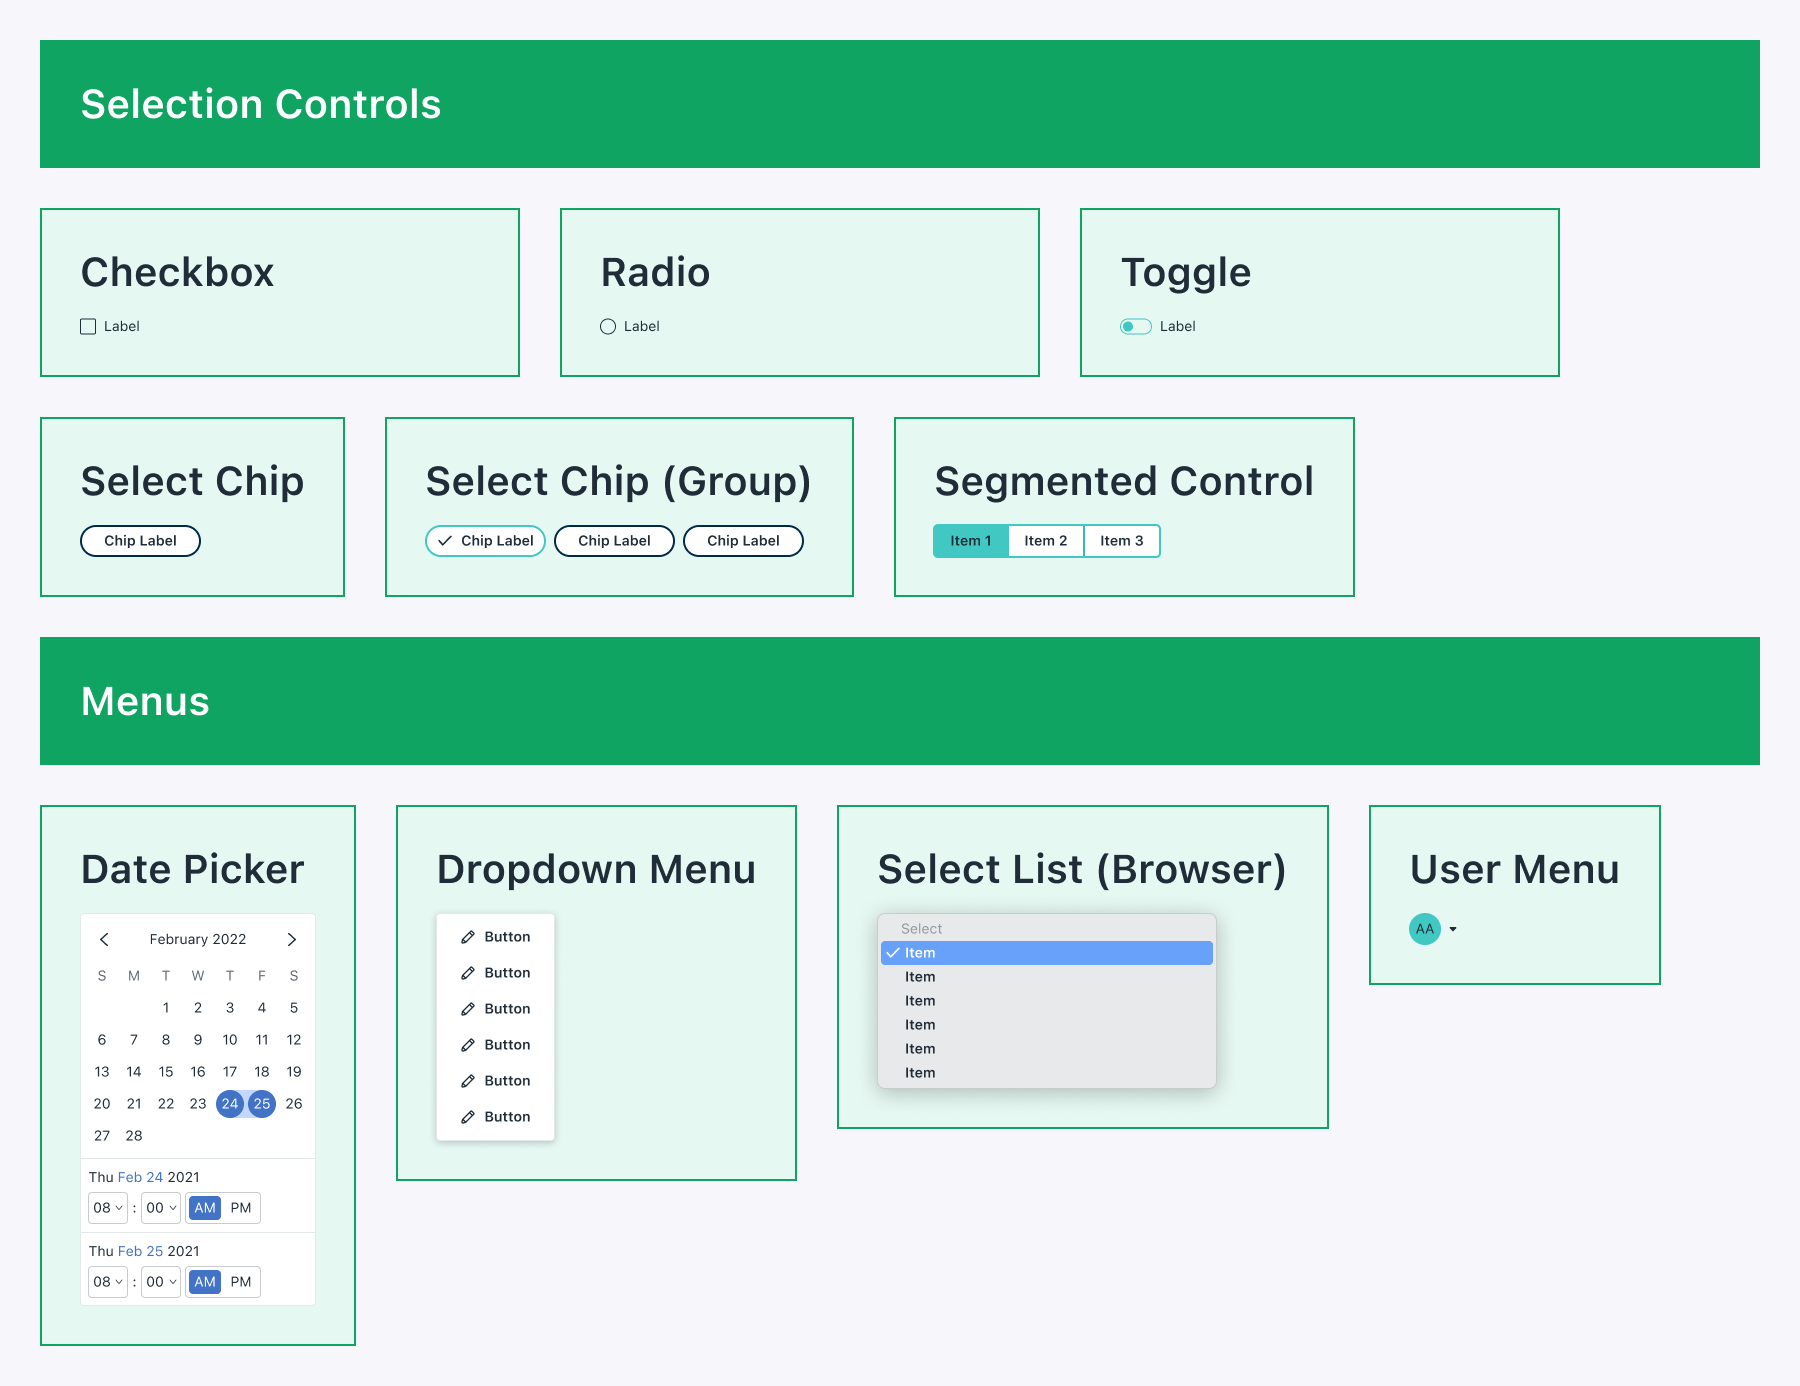 Selection Controls
Checkbox
Label
Radio
Label
Toggle
Label
Select Chip
Chip Label
Select Chip (Group)
Chip Label Chip Label Chip Label
Segmented Control
Item 1 Item 2 Item 3
Menus
Date Picker
February 2022
S M T W T F S
1 2 3 4 5
6 7 8 9 10 11 12
13 14 15 16 17 18 19
20 21 22 23 24 25 26
27 28
Thu Feb 24 2021
08 : 00 AM PM
Thu Feb 25 2021
08 : 00 AM PM
Dropdown Menu
Button
Button
Button
Button
Button
Button
Select List (Browser)
Select
Item
Item
Item
Item
Item
Item
User Menu
AA